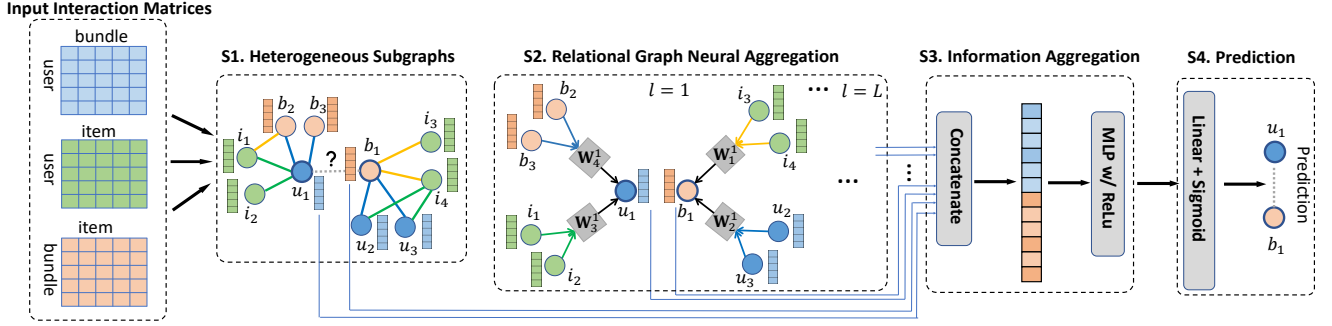 Input Interaction Matrices
bundle
user
item
user
item
bundle
S1. Heterogeneous Subgraphs
b₂
b₃
i₁
i₂
u₁
?
b₁
i₃
i₄
u₂
u₃
S2. Relational Graph Neural Aggregation
l = 1
⋯ l = L
b₂
b₃
W₄¹
i₃
i₄
W₁¹
u₁
b₁
i₁
i₂
W₃¹
u₂
u₃
W₂¹
⋯
⋯
S3. Information Aggregation
Concatenate
MLP w/ ReLu
S4. Prediction
Linear + Sigmoid
u₁
b₁
Prediction